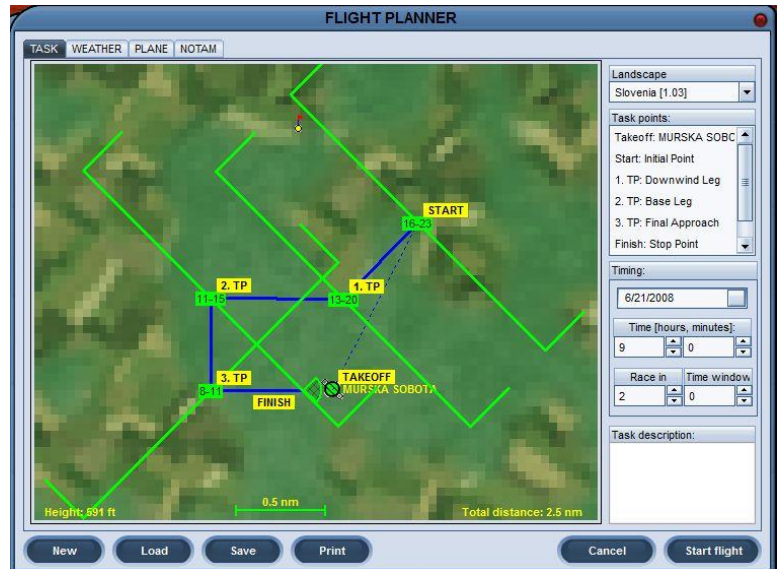 FLIGHT PLANNER
TASK WEATHER PLANE NOTAM
START
16-23
2. TP
11-15
1. TP
13-20
3. TP
8-11
TAKEOFF
MURSKA SOBOTA
FINISH
Height: 591 ft
0.5 nm
Total distance: 2.5 nm
Landscape
Slovenia [1.03]
Task points:
Takeoff: MURSKA SOBC
Start: Initial Point
1. TP: Downwind Leg
2. TP: Base Leg
3. TP: Final Approach
Finish: Stop Point
Timing:
6/21/2008
Time [hours, minutes]:
9 0
Race in Time window
2 0
Task description:
New Load Save Print Cancel Start flight